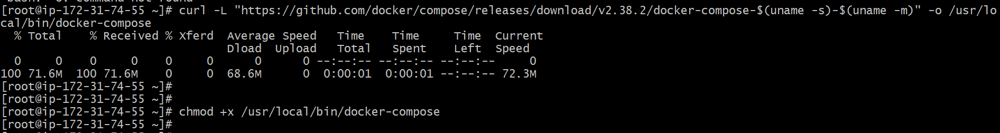 [root@ip-172-31-74-55 ~]# curl -L "https://github.com/docker/compose/releases/download/v2.38.2/docker-compose-$(uname -s)-$(uname -m)" -o /usr/lo
cal/bin/docker-compose
% Total % Received % Xferd Average Speed Time Time Time Current
Dload Upload Total Spent Left Speed
0 0 0 0 0 0 0 0 --:--:-- --:--:-- --:--:-- 0
100 71.6M 100 71.6M 0 0 68.6M 0 0:00:01 0:00:01 --:--:-- 72.3M
[root@ip-172-31-74-55 ~]#
[root@ip-172-31-74-55 ~]#
[root@ip-172-31-74-55 ~]# chmod +x /usr/local/bin/docker-compose
[root@ip-172-31-74-55 ~]#